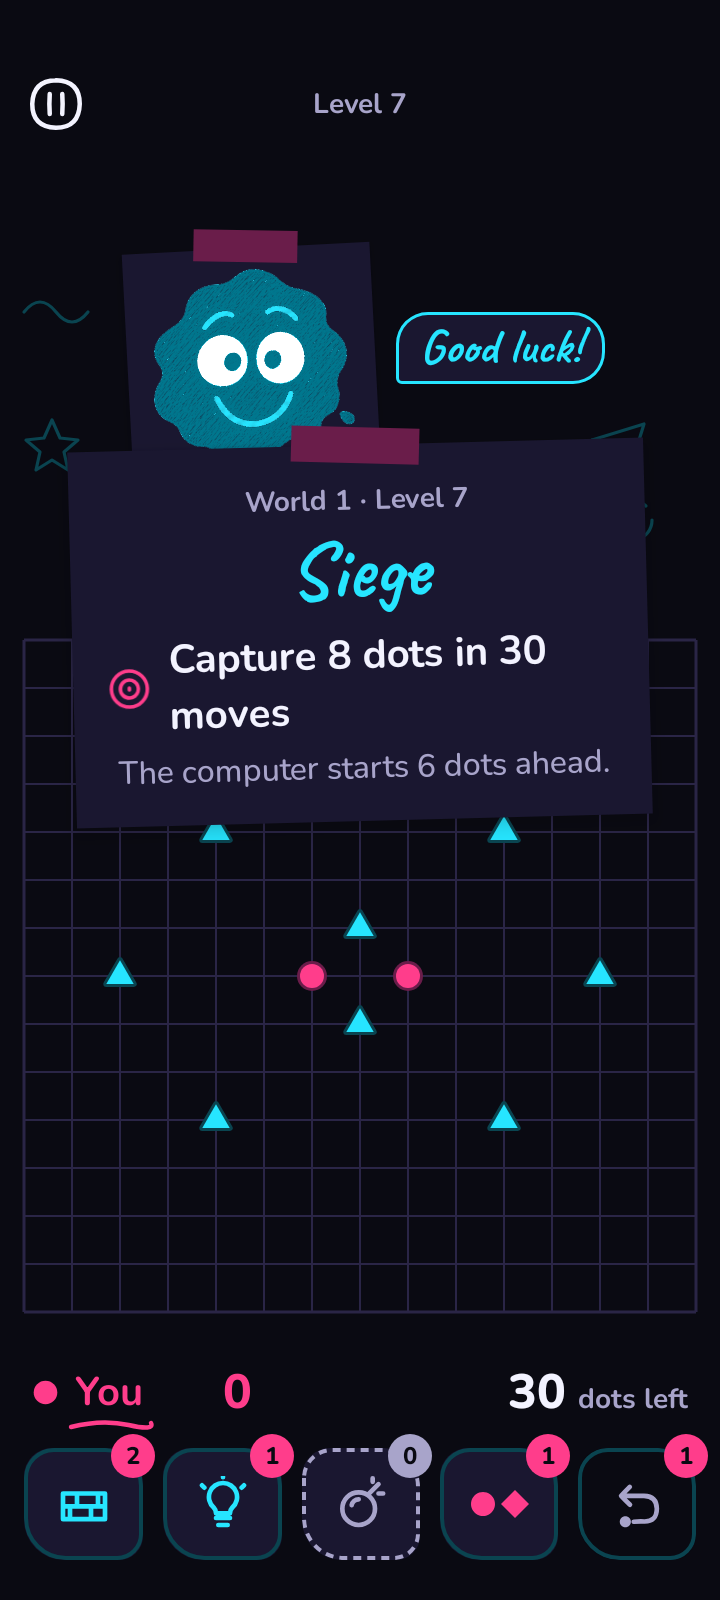 Level 7
Good luck!
World 1 · Level 7
Siege
Capture 8 dots in 30
moves
The computer starts 6 dots ahead.
You 0 30 dots left
2 1 0 1 1